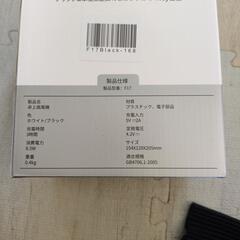 F17Black-168
製品仕様
製品型番: F17
製品名
卓上扇風機
色
ホワイト/ブラック
充電時間
3時間
消費電力
6.5W
重量
0.4kg
材質
プラスチック、電子部品
充電入力
5V⎓2A
定格電圧
4.2V⎓
サイズ
154X120X205mm
適合規格
GB4706.1-2005